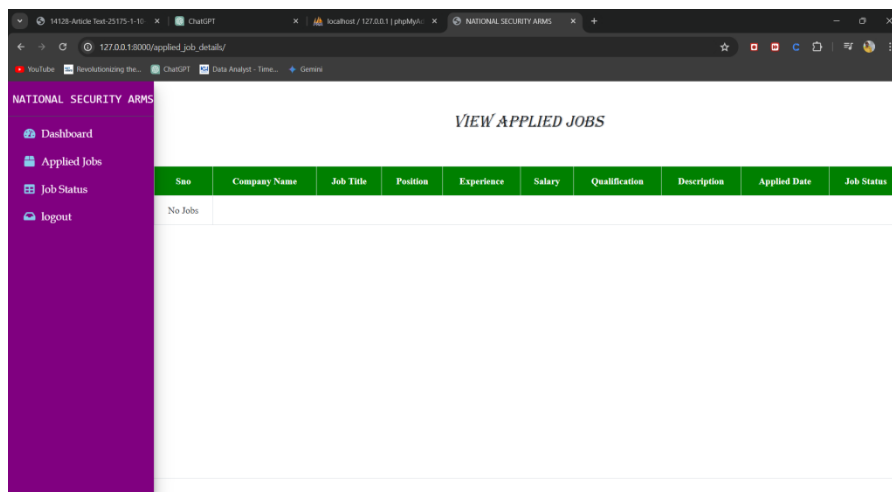 14128-Article Text-25175-1-10-
ChatGPT
localhost / 127.0.0.1 | phpMyAd
NATIONAL SECURITY ARMS
127.0.0.1:8000/applied_job_details/
YouTube Revolutionizing the... ChatGPT Data Analyst - Time... Gemini
NATIONAL SECURITY ARMS
Dashboard
Applied Jobs
Job Status
logout
VIEW APPLIED JOBS
Sno Company Name Job Title Position Experience Salary Qualification Description Applied Date Job Status
No Jobs